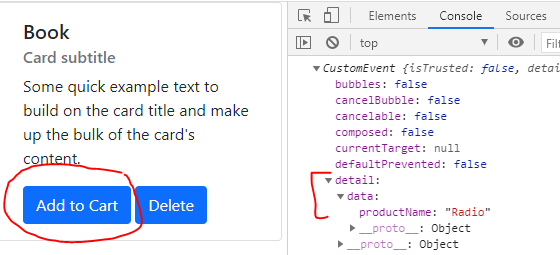 Book
Card subtitle
Some quick example text to
build on the card title and make
up the bulk of the card's
content.
Add to Cart
Delete
Elements Console Sources
top Filt
CustomEvent {isTrusted: false, detai
bubbles: false
cancelBubble: false
cancelable: false
composed: false
currentTarget: null
defaultPrevented: false
detail:
data:
productName: "Radio"
__proto__: Object
__proto__: Object